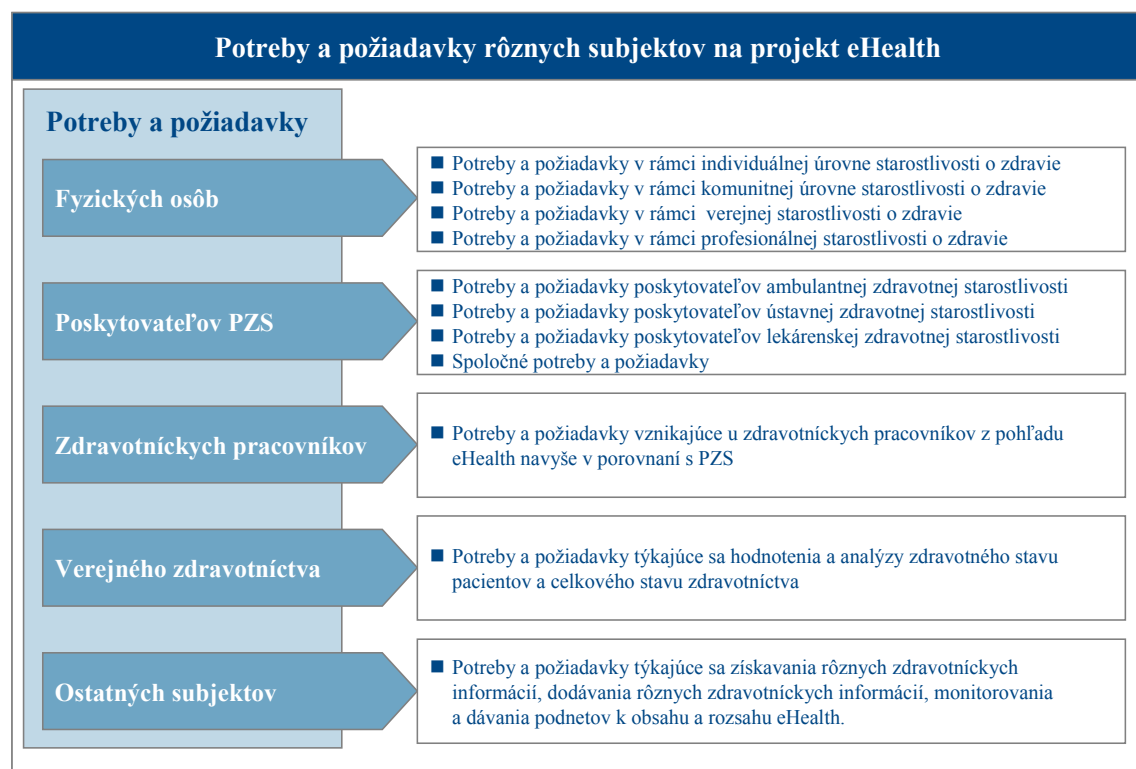 Potreby a požiadavky rôznych subjektov na projekt eHealth
Potreby a požiadavky
Fyzických osôb
■ Potreby a požiadavky v rámci individuálnej úrovne starostlivosti o zdravie
■ Potreby a požiadavky v rámci komunitnej úrovne starostlivosti o zdravie
■ Potreby a požiadavky v rámci verejnej starostlivosti o zdravie
■ Potreby a požiadavky v rámci profesionálnej starostlivosti o zdravie
Poskytovateľov PZS
■ Potreby a požiadavky poskytovateľov ambulantnej zdravotnej starostlivosti
■ Potreby a požiadavky poskytovateľov ústavnej zdravotnej starostlivosti
■ Potreby a požiadavky poskytovateľov lekárenskej zdravotnej starostlivosti
■ Spoločné potreby a požiadavky
Zdravotníckych pracovníkov
■ Potreby a požiadavky vznikajúce u zdravotníckych pracovníkov z pohľadu
eHealth navyše v porovnaní s PZS
Verejného zdravotníctva
■ Potreby a požiadavky týkajúce sa hodnotenia a analýzy zdravotného stavu
pacientov a celkového stavu zdravotníctva
Ostatných subjektov
■ Potreby a požiadavky týkajúce sa získavania rôznych zdravotníckych
informácií, dodávania rôznych zdravotníckych informácií, monitorovania
a dávania podnetov k obsahu a rozsahu eHealth.